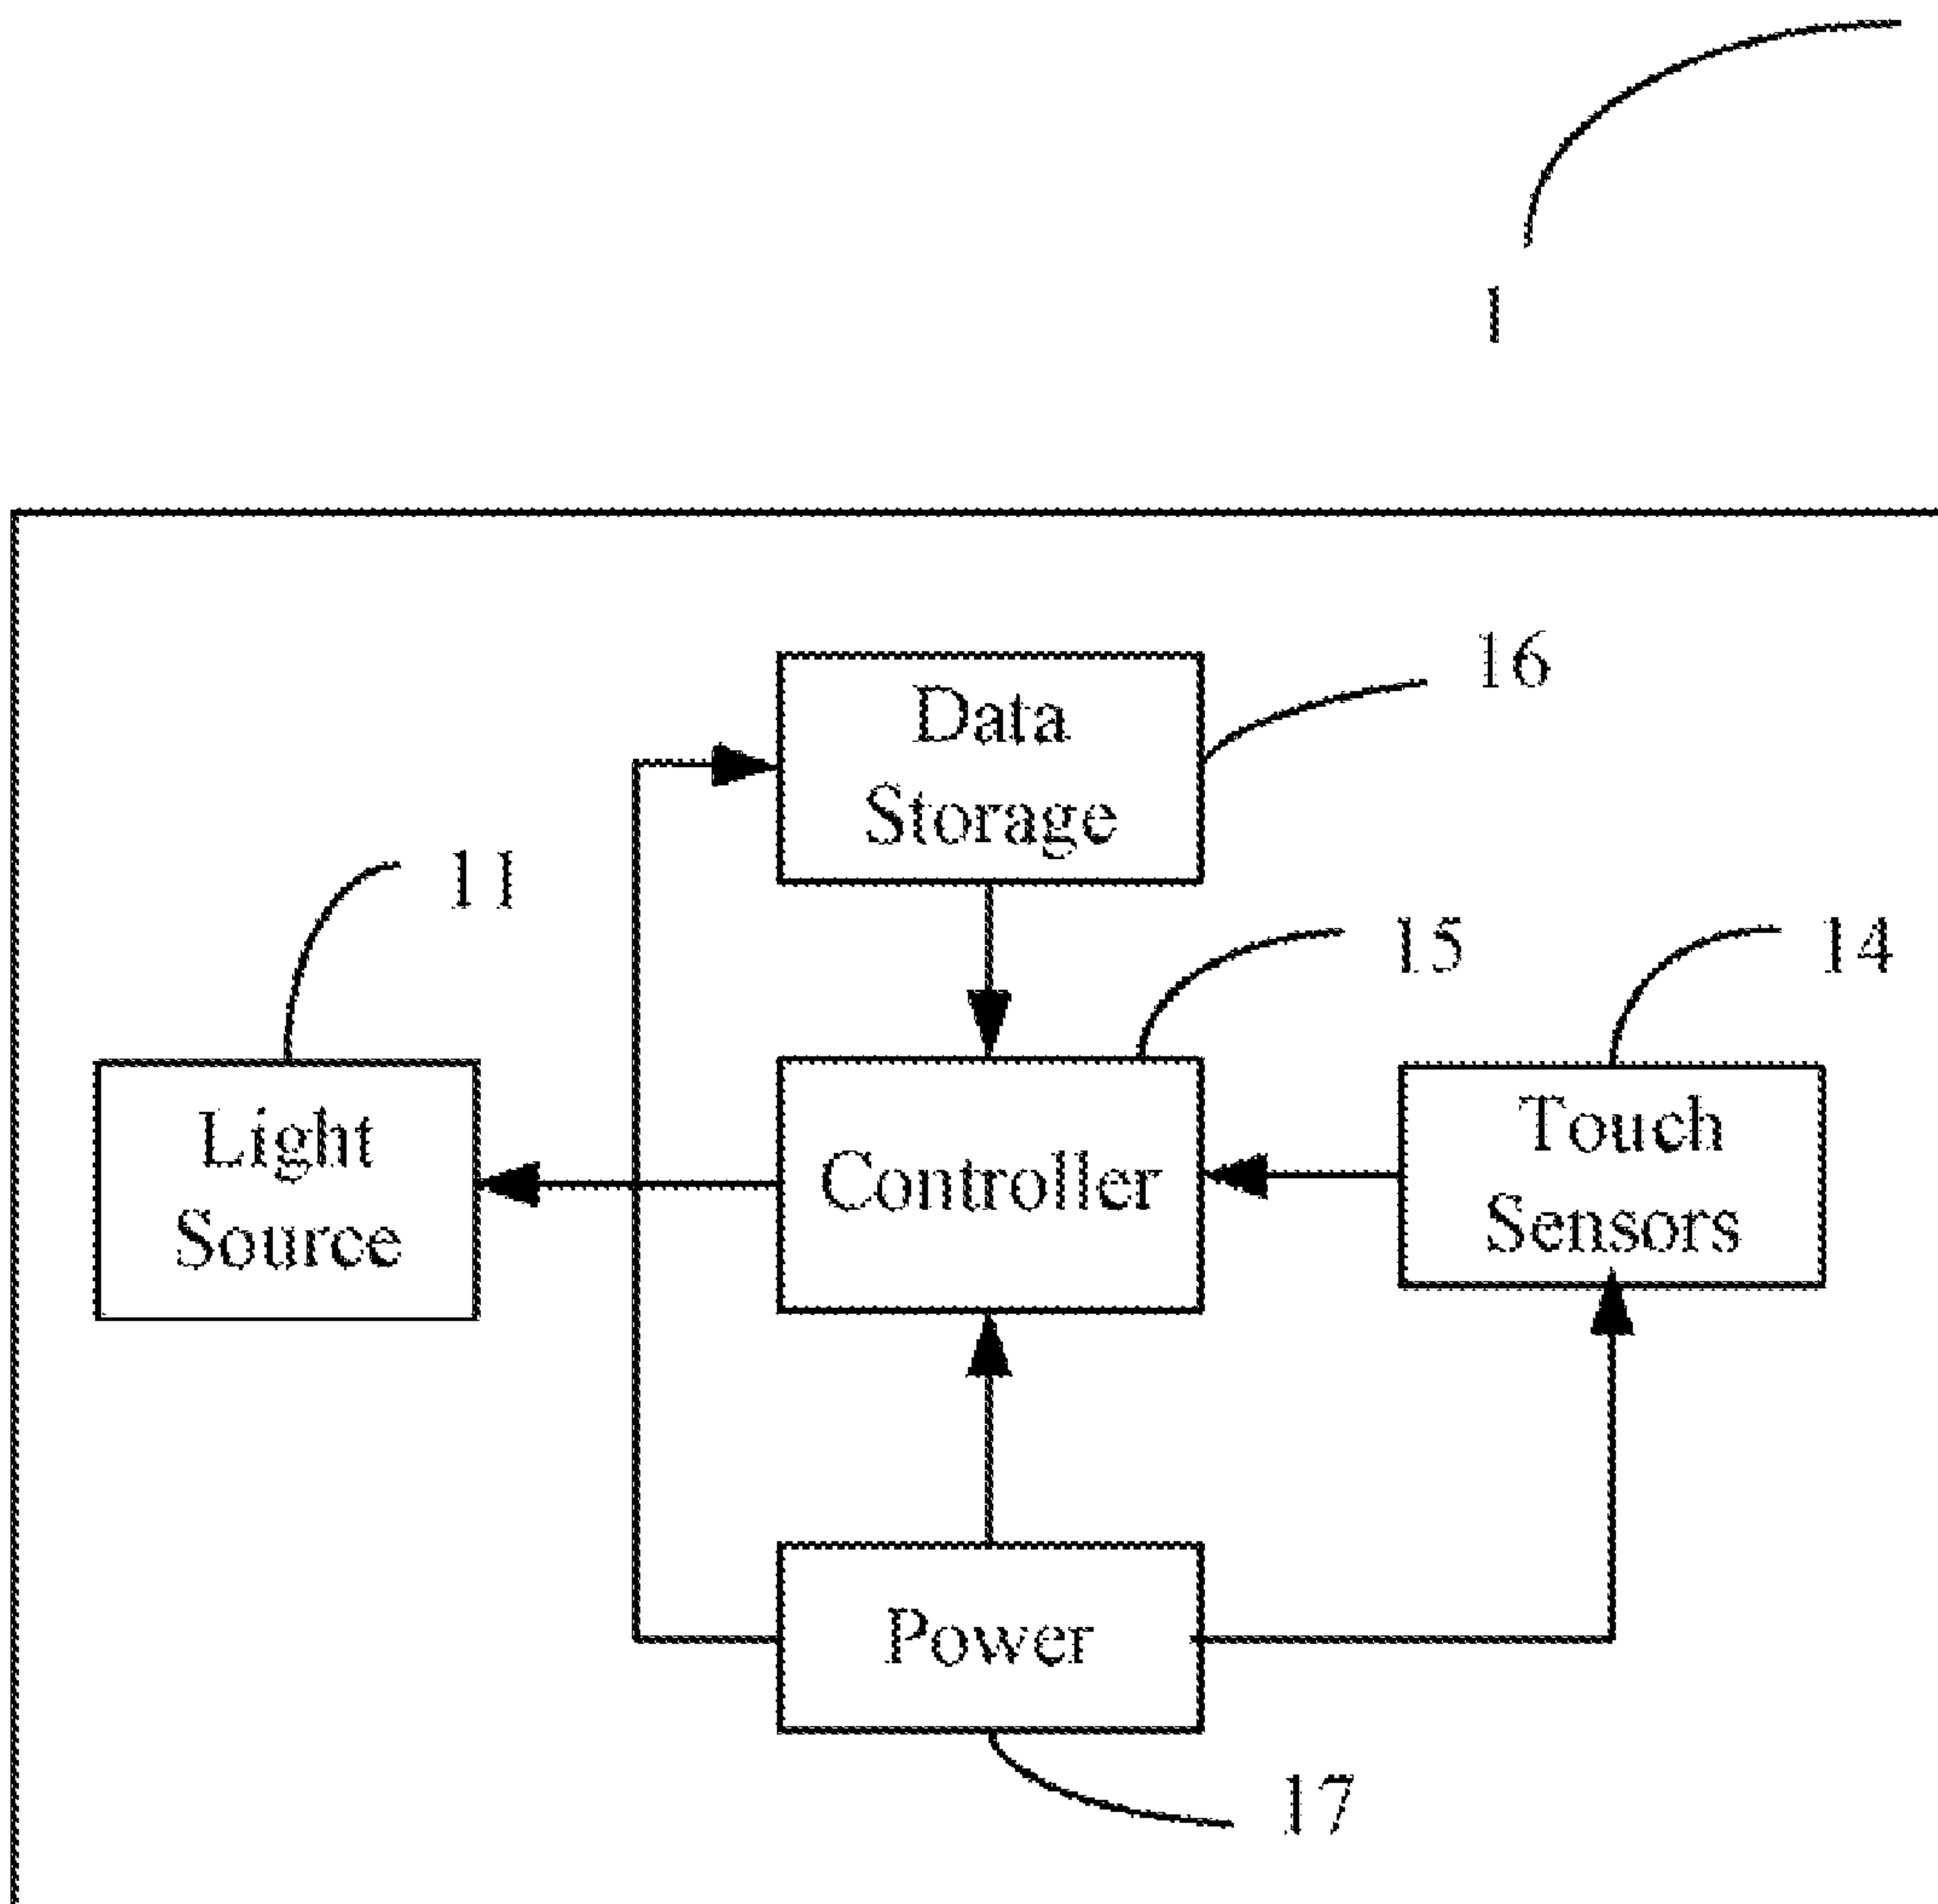 1
16
Data
Storage
11
15
14
Light
Source
Controller
Touch
Sensors
Power
17